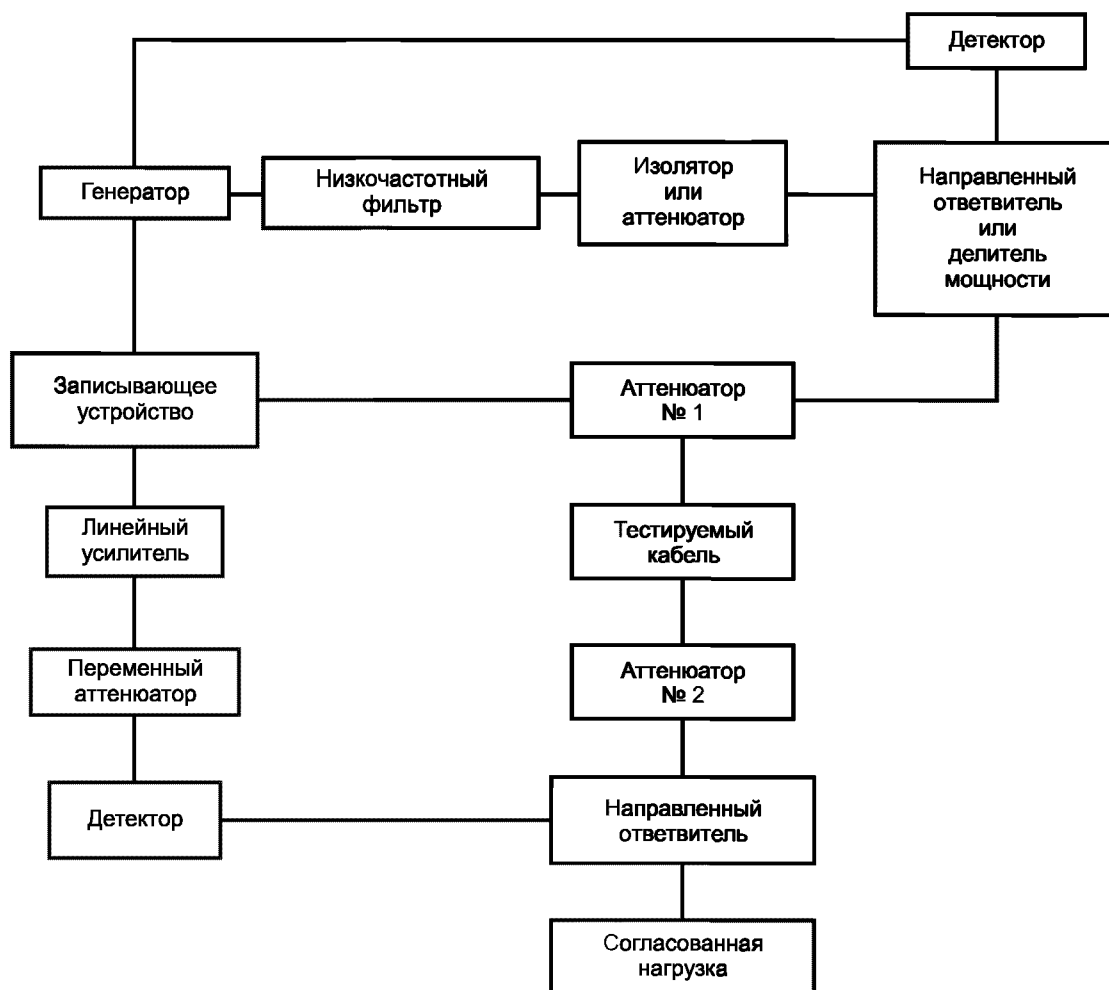 Детектор
Генератор
Низкочастотный
фильтр
Изолятор
или
аттенюатор
Направленный
ответвитель
или
делитель
мощности
Записывающее
устройство
Аттенюатор
№ 1
Линейный
усилитель
Тестируемый
кабель
Переменный
аттенюатор
Аттенюатор
№ 2
Детектор
Направленный
ответвитель
Согласованная
нагрузка